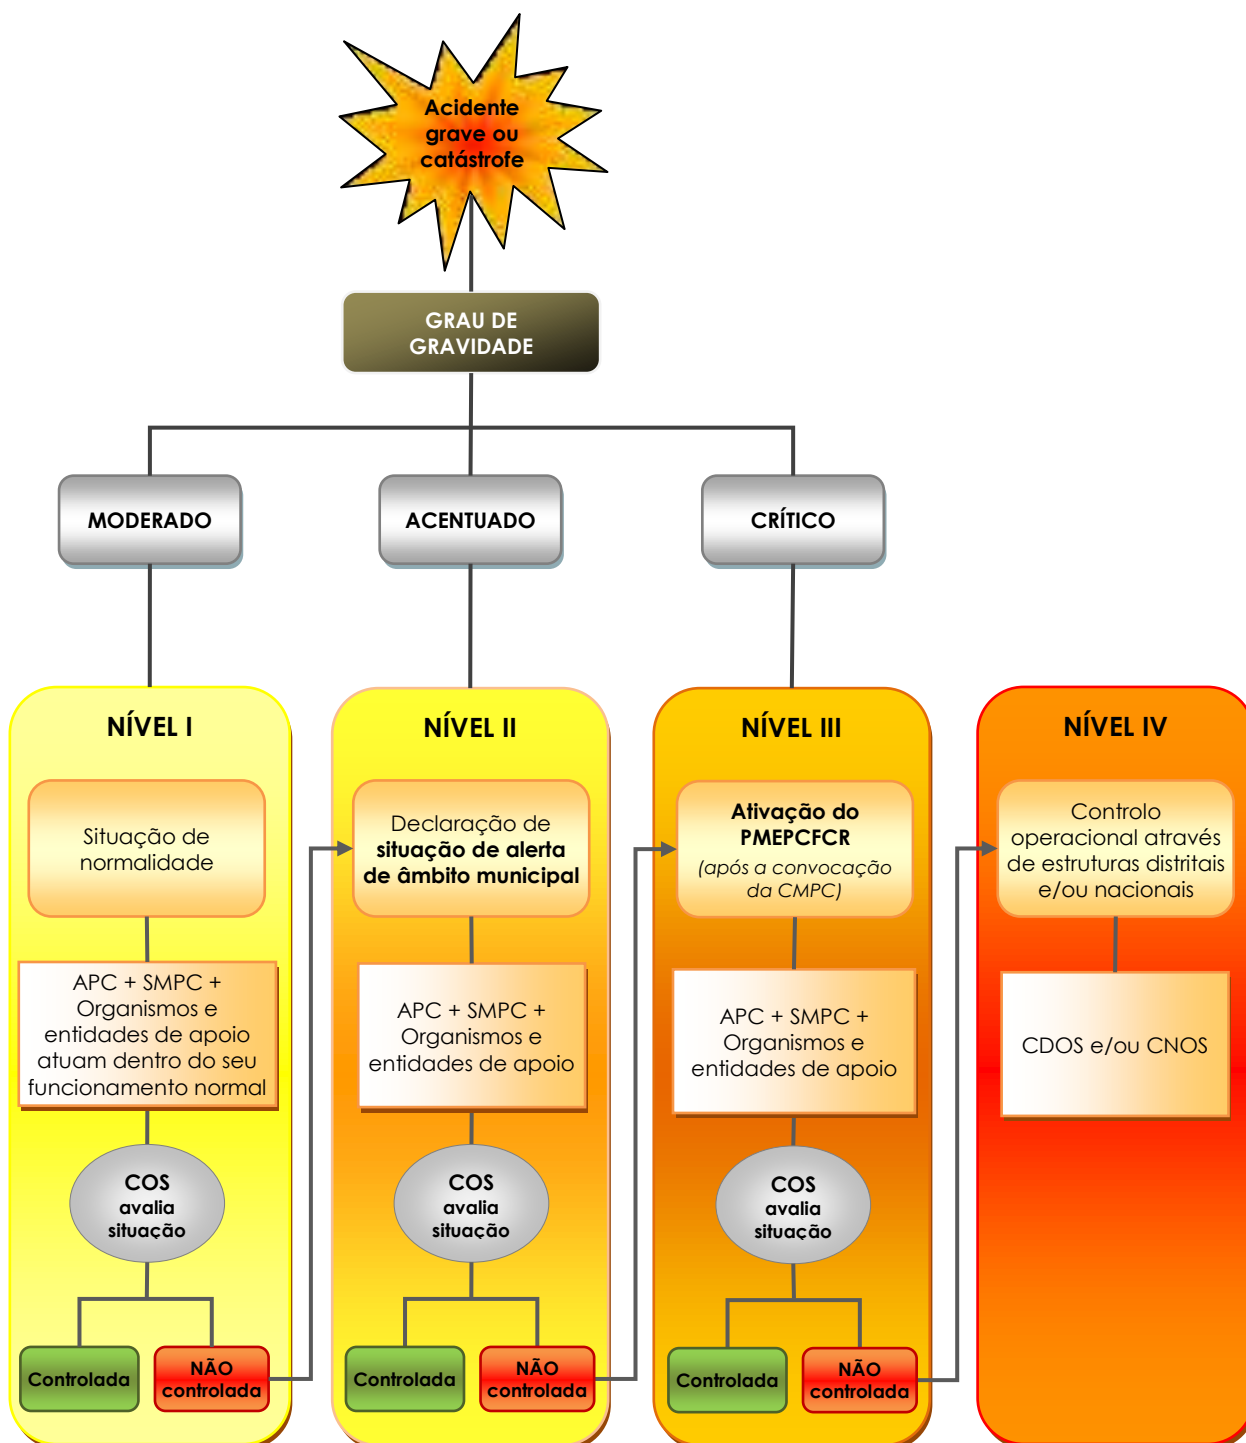 Acidente
grave ou
catástrofe
GRAU DE
GRAVIDADE
MODERADO
ACENTUADO
CRÍTICO
NÍVEL I
Situação de
normalidade
APC + SMPC +
Organismos e
entidades de apoio
atuam dentro do seu
funcionamento normal
COS
avalia
situação
Controlada
NÃO
controlada
NÍVEL II
Declaração de
situação de alerta
de âmbito municipal
APC + SMPC +
Organismos e
entidades de apoio
COS
avalia
situação
Controlada
NÃO
controlada
NÍVEL III
Ativação do
PMEPCFCR
(após a convocação
da CMPC)
APC + SMPC +
Organismos e
entidades de apoio
COS
avalia
situação
Controlada
NÃO
controlada
NÍVEL IV
Controlo
operacional através
de estruturas distritais
e/ou nacionais
CDOS e/ou CNOS